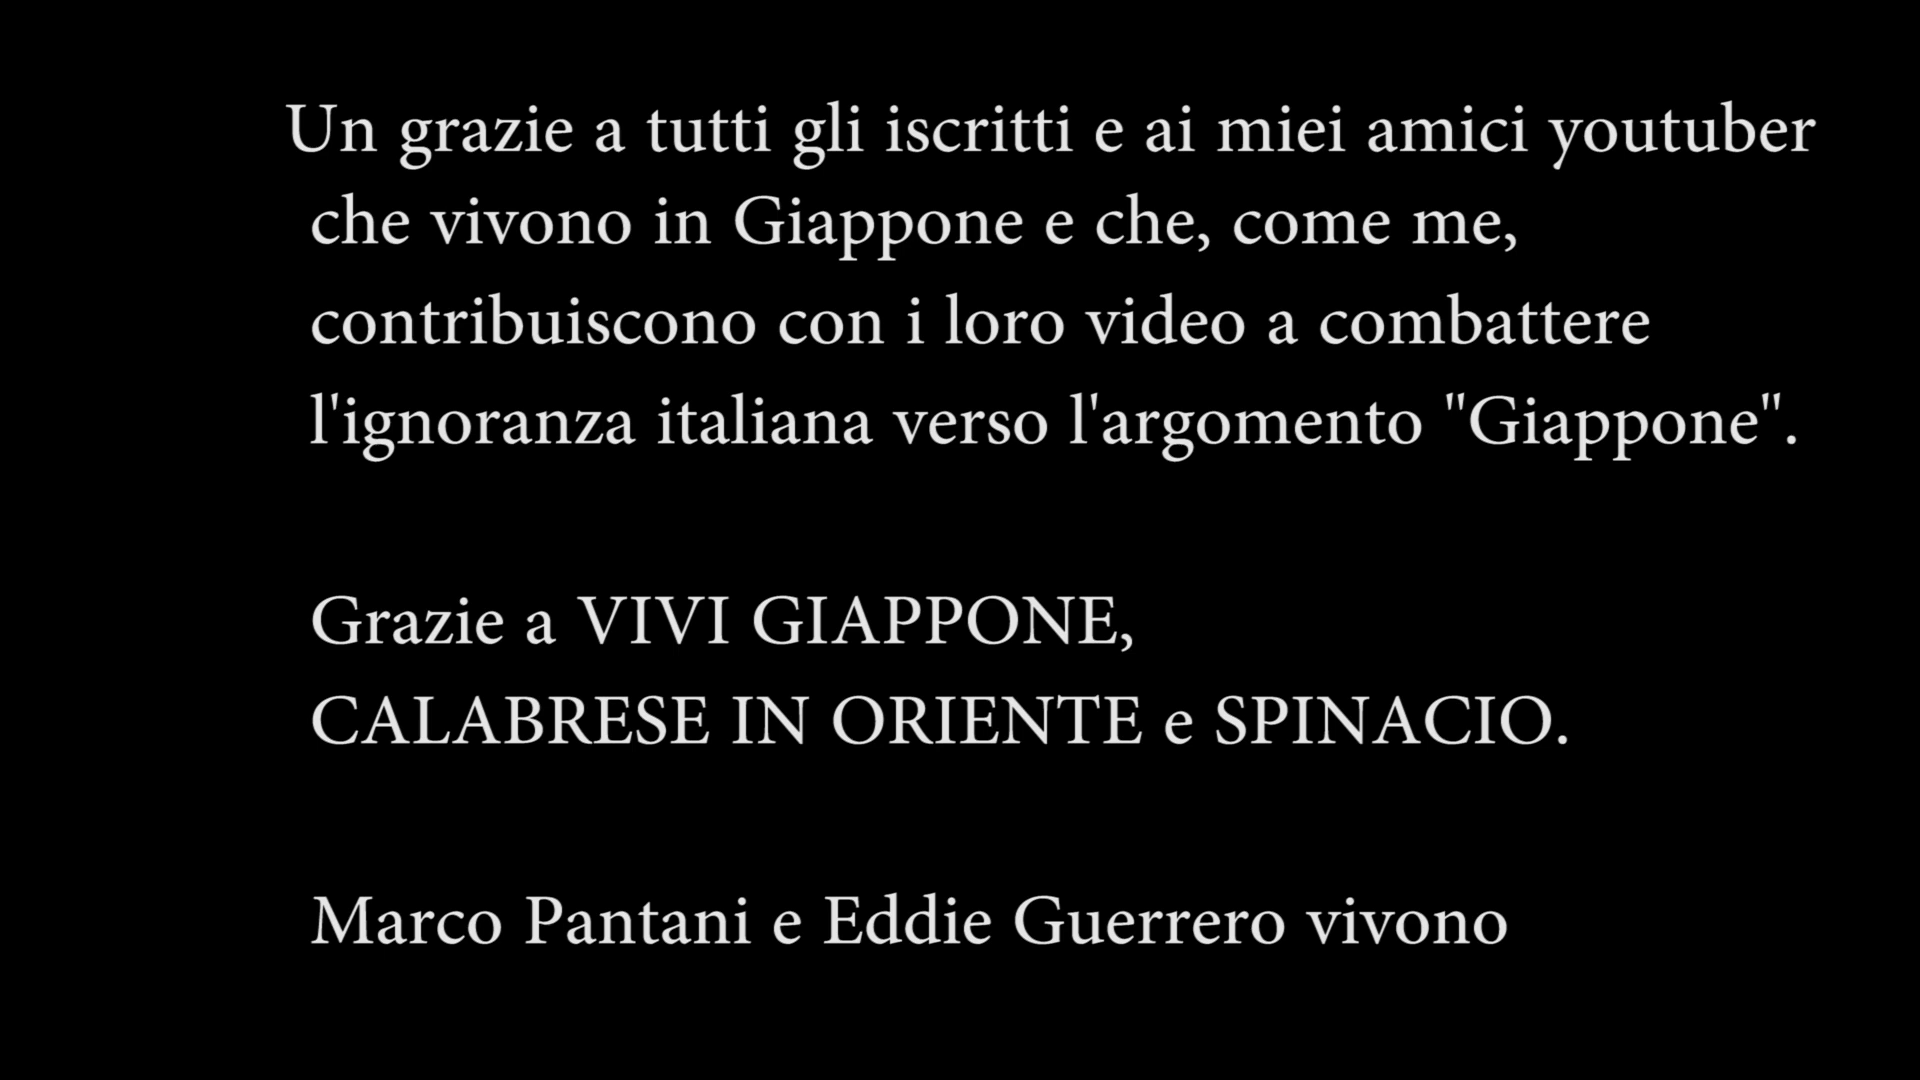 Un grazie a tutti gli iscritti e ai miei amici youtuber
che vivono in Giappone e che, come me,
contribuiscono con i loro video a combattere
l'ignoranza italiana verso l'argomento "Giappone".
Grazie a VIVI GIAPPONE,
CALABRESE IN ORIENTE e SPINACIO.
Marco Pantani e Eddie Guerrero vivono